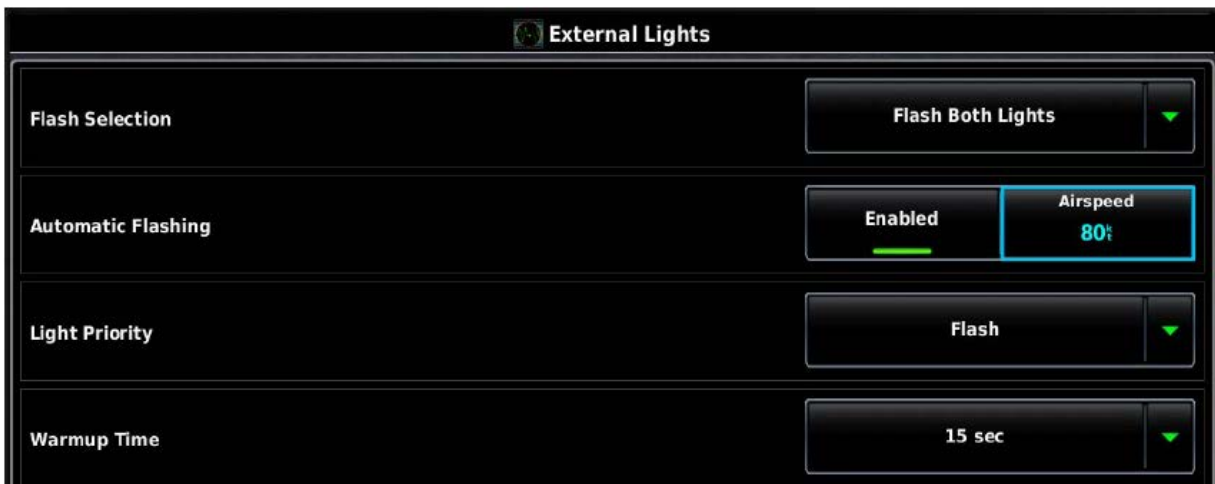 External Lights
Flash Selection
Flash Both Lights
Automatic Flashing
Enabled
Airspeed
80kt
Light Priority
Flash
Warmup Time
15 sec